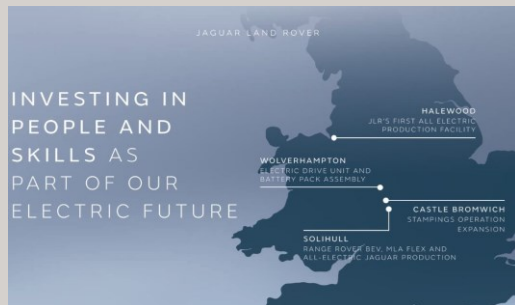 JAGUAR LAND ROVER
INVESTING IN
PEOPLE AND
SKILLS AS
PART OF OUR
ELECTRIC FUTURE
HALEWOOD
JLR'S FIRST ALL ELECTRIC
PRODUCTION FACILITY
WOLVERHAMPTON
ELECTRIC DRIVE UNIT AND
BATTERY PACK ASSEMBLY
CASTLE BROMWICH
STAMPINGS OPERATION
EXPANSION
SOLIHULL
RANGE ROVER BEV, MLA FLEX AND
ALL-ELECTRIC JAGUAR PRODUCTION